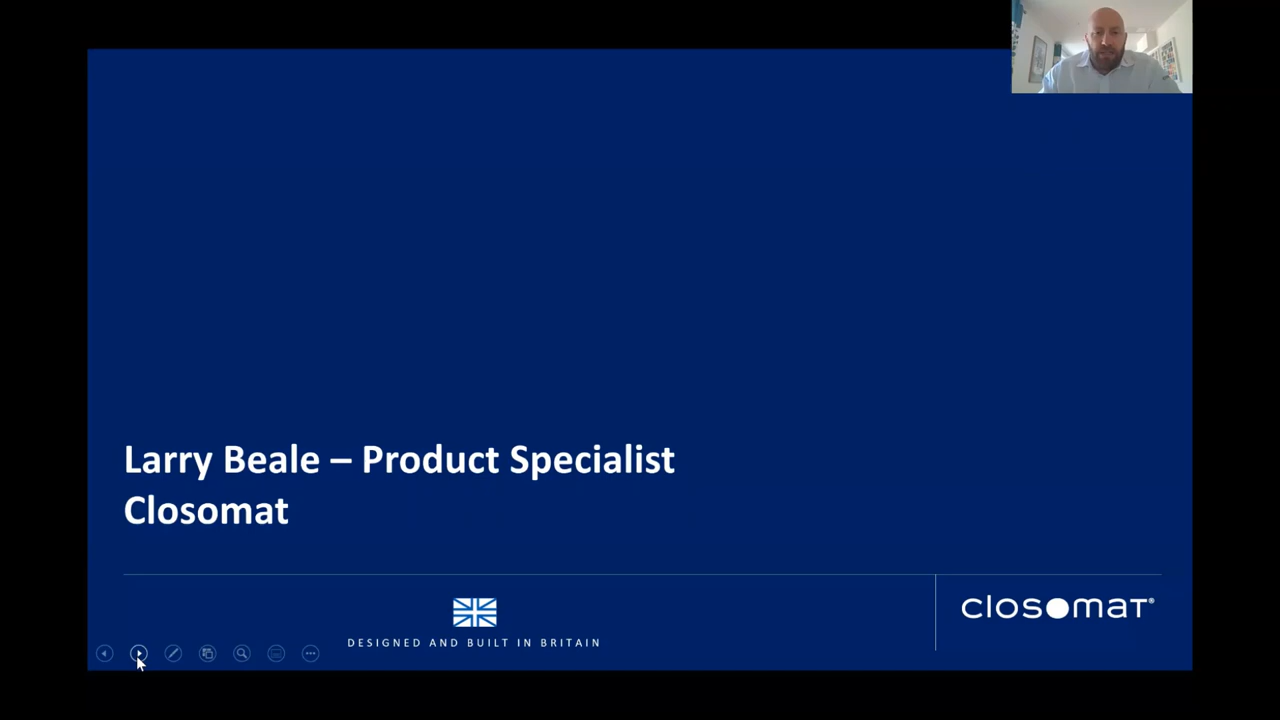 Larry Beale – Product Specialist
Closomat
DESIGNED AND BUILT IN BRITAIN
closomat®